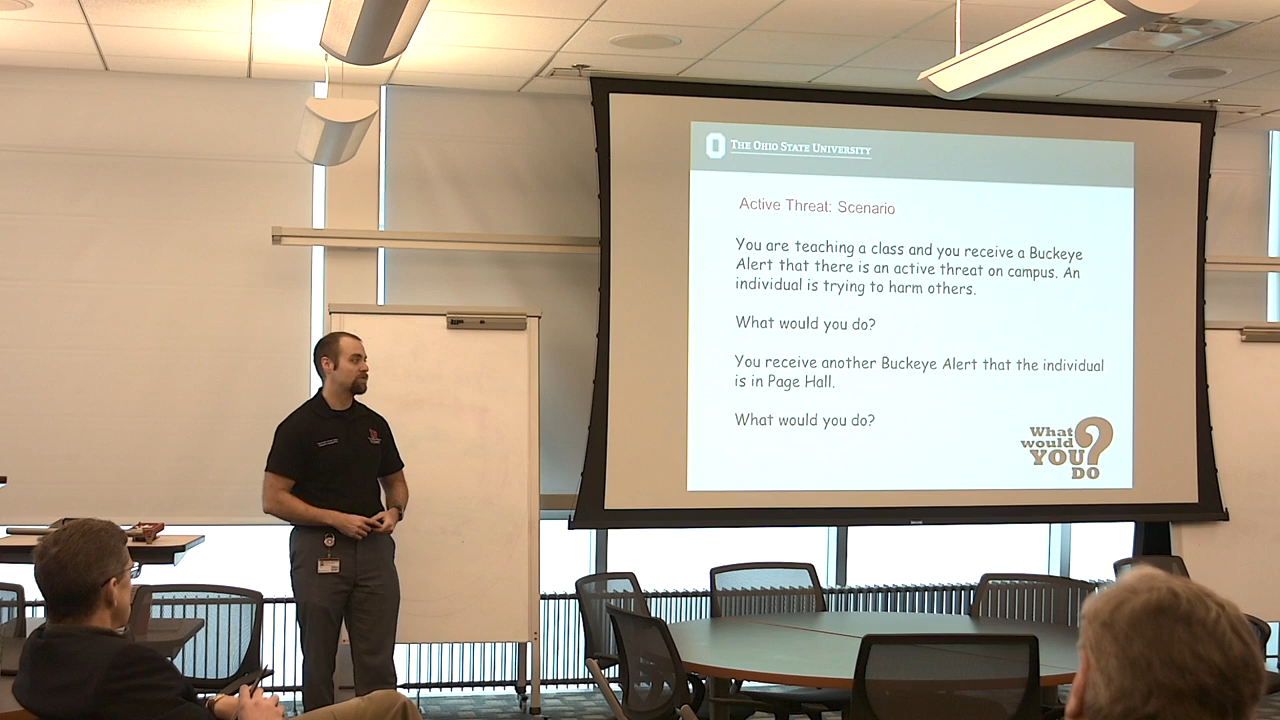 THE OHIO STATE UNIVERSITY
Active Threat: Scenario
You are teaching a class and you receive a Buckeye
Alert that there is an active threat on campus. An
individual is trying to harm others.
What would you do?
You receive another Buckeye Alert that the individual
is in Page Hall.
What would you do?
What
would
YOU
DO
?